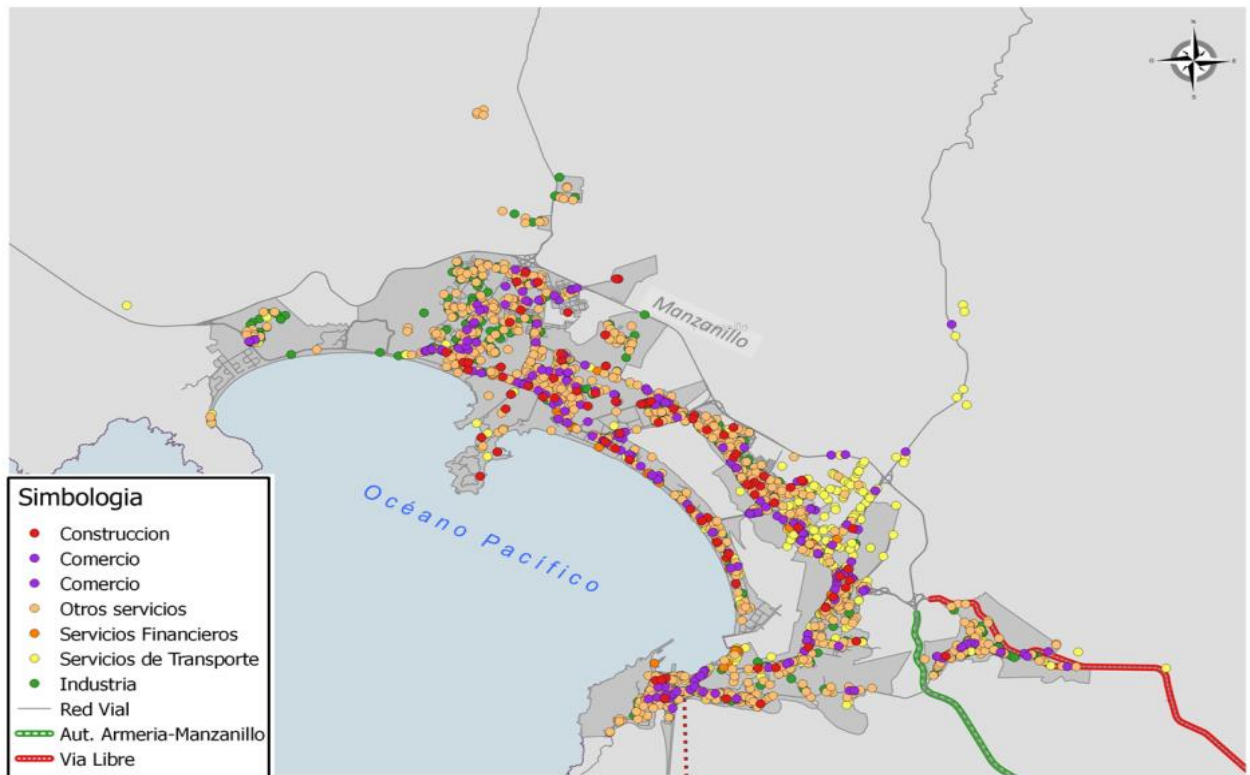 N
O
E
S
Manzanillo
Océano Pacífico
Simbologia
Construccion
Comercio
Comercio
Otros servicios
Servicios Financieros
Servicios de Transporte
Industria
Red Vial
Aut. Armeria-Manzanillo
Via Libre